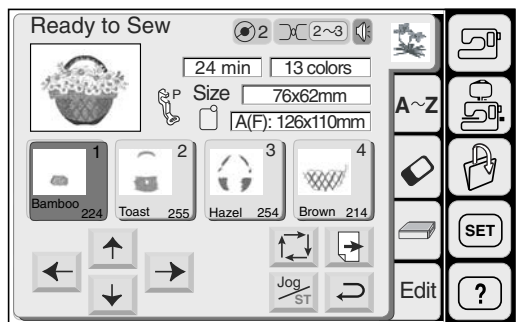 Ready to Sew
2
2~3
24 min
13 colors
P
Size
76x62mm
A(F): 126x110mm
A~Z
1
Bamboo
224
2
Toast
255
3
Hazel
254
4
Brown
214
SET
Jog/ST
Edit
?